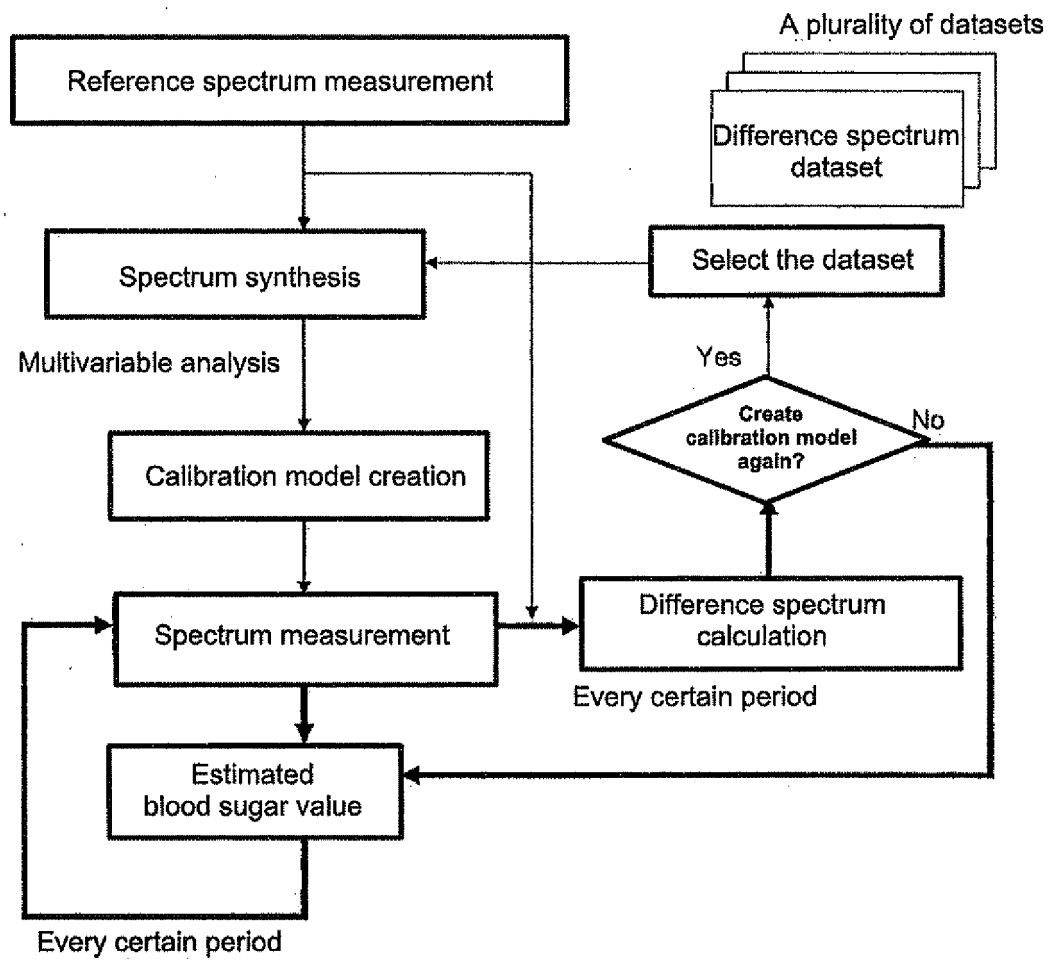 A plurality of datasets
Reference spectrum measurement
Difference spectrum
dataset
Spectrum synthesis
Select the dataset
Multivariable analysis
Yes
Create
calibration model
again?
No
Calibration model creation
Spectrum measurement
Difference spectrum
calculation
Every certain period
Estimated
blood sugar value
Every certain period